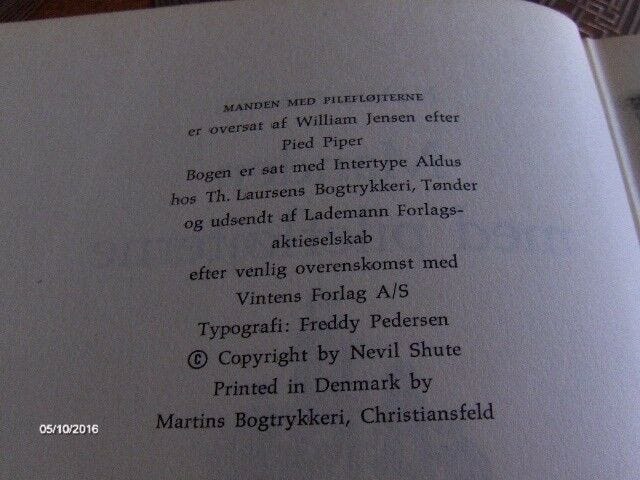 MANDEN MED PILEFLØJTERNE
er oversat af William Jensen efter
Pied Piper
Bogen er sat med Intertype Aldus
hos Th. Laursens Bogtrykkeri, Tønder
og udsendt af Lademann Forlags-
aktieselskab
efter venlig overenskomst med
Vintens Forlag A/S
Typografi: Freddy Pedersen
© Copyright by Nevil Shute
Printed in Denmark by
Martins Bogtrykkeri, Christiansfeld
05/10/2016